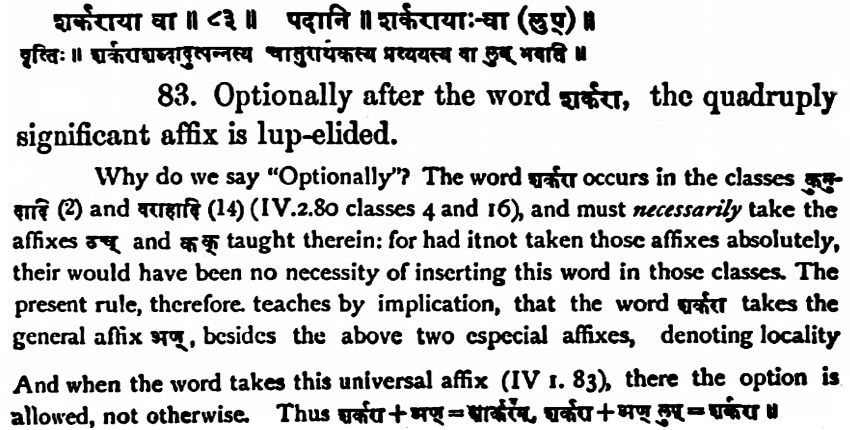 शर्कराया वा ॥ ८३ ॥ पदानि ॥ शर्करायाः-वा (लुप्) ॥
वृत्तिः ॥ शर्कराशब्दादुत्पन्नस्य चातुरर्थिकस्य प्रत्ययस्य वा लुब् भवति ॥
83. Optionally after the word शर्करा, the quadruply
significant affix is lup-elided.
Why do we say "Optionally"? The word शर्करा occurs in the classes कुमु-
दादि (2) and वराहादि (14) (IV.2.80 classes 4 and 16), and must necessarily take the
affixes ठच् and कक् taught therein: for had itnot taken those affixes absolutely,
their would have been no necessity of inserting this word in those classes. The
present rule, therefore. teaches by implication, that the word शर्करा takes the
general affix अण्, besides the above two especial affixes, denoting locality
And when the word takes this universal affix (IV 1. 83), there the option is
allowed, not otherwise. Thus शर्करा + अण् = शार्करम्, शर्करा + अण् लुप् = शर्करा ॥